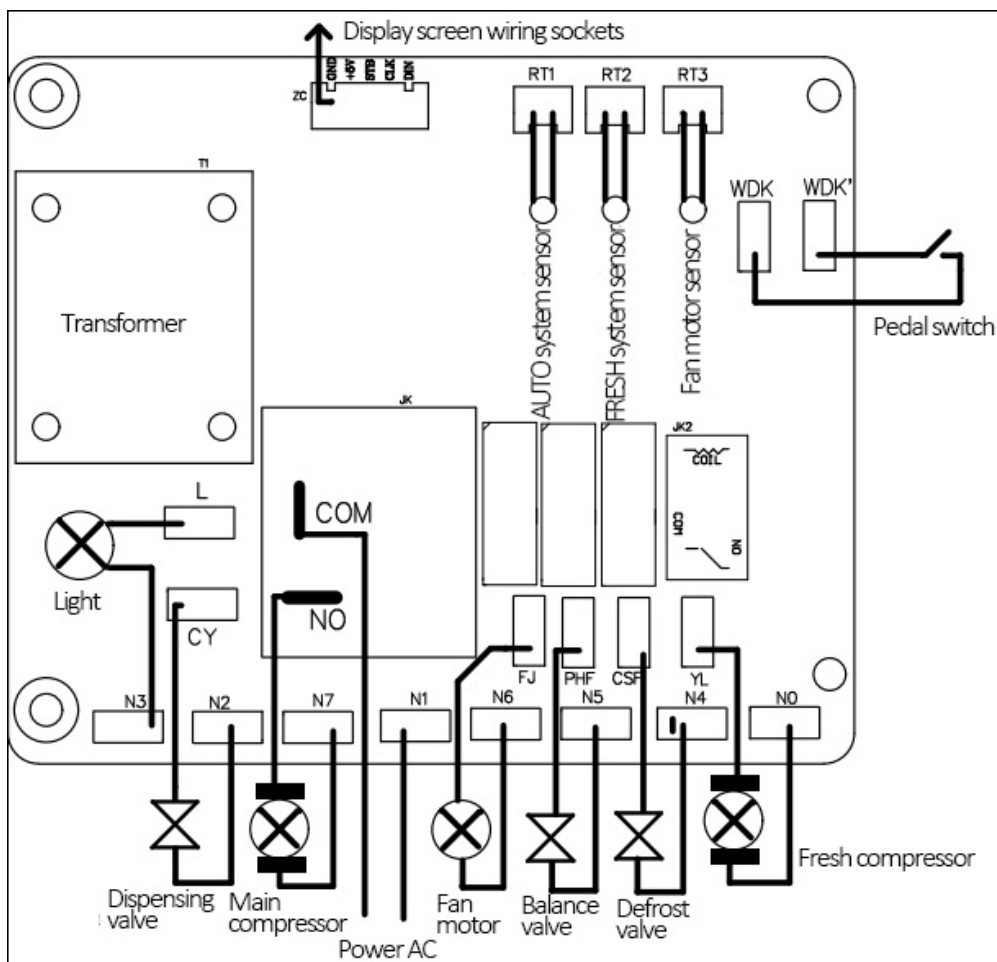 Display screen wiring sockets
GND
+5V
STB
CLK
DIN
ZC
RT1
RT2
RT3
T1
WDK
WDK'
Transformer
AUTO system sensor
FRESH system sensor
Fan motor sensor
Pedal switch
JK
JK2
COIL
COM
NO
L
COM
Light
CY
NO
FJ
PHF
CSF
YL
N3
N2
N7
N1
N6
N5
N4
N0
Dispensing
valve
Main
compressor
Power AC
Fan
motor
Balance
valve
Defrost
valve
Fresh compressor